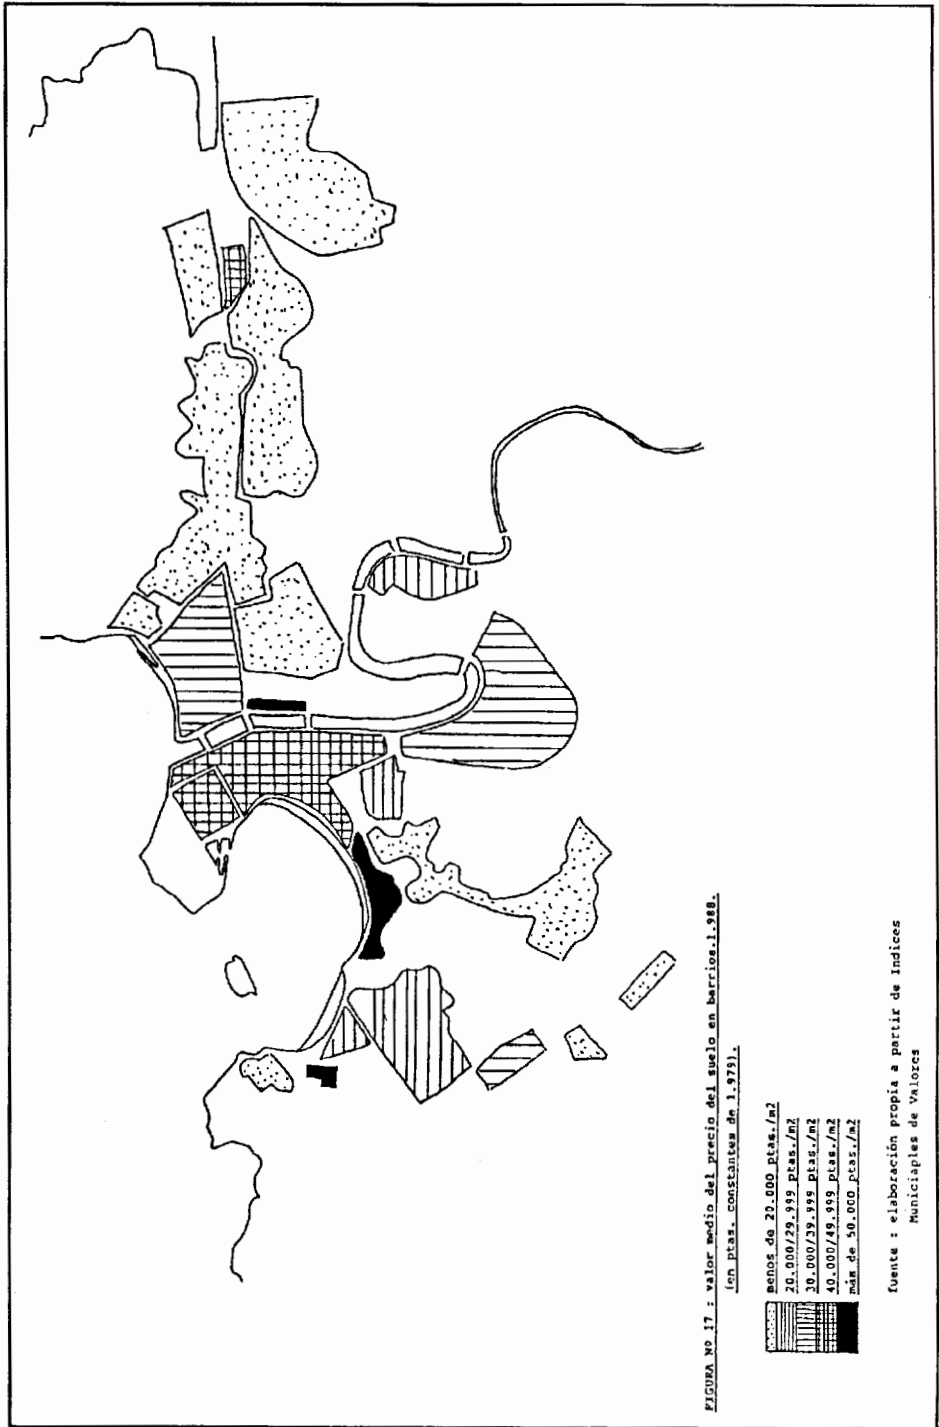 FIGURA Nº 17 : valor medio del precio del suelo en barrios.1.988.
(en ptas. constantes de 1.979).
menos de 20.000 ptas./m2
20.000/29.999 ptas./m2
30.000/39.999 ptas./m2
40.000/49.999 ptas./m2
más de 50.000 ptas./m2
fuente : elaboración propia a partir de Indices
Municiaples de Valores